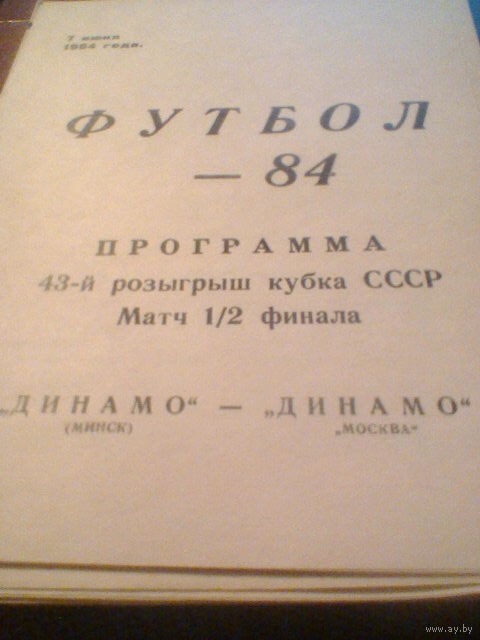 7 июня
1984 года.
ФУТБОЛ
— 84
ПРОГРАММА
43-й розыгрыш кубка СССР
Матч 1/2 финала
„ДИНАМО“ — „ДИНАМО“
(МИНСК) „МОСКВА“
www.ay.by